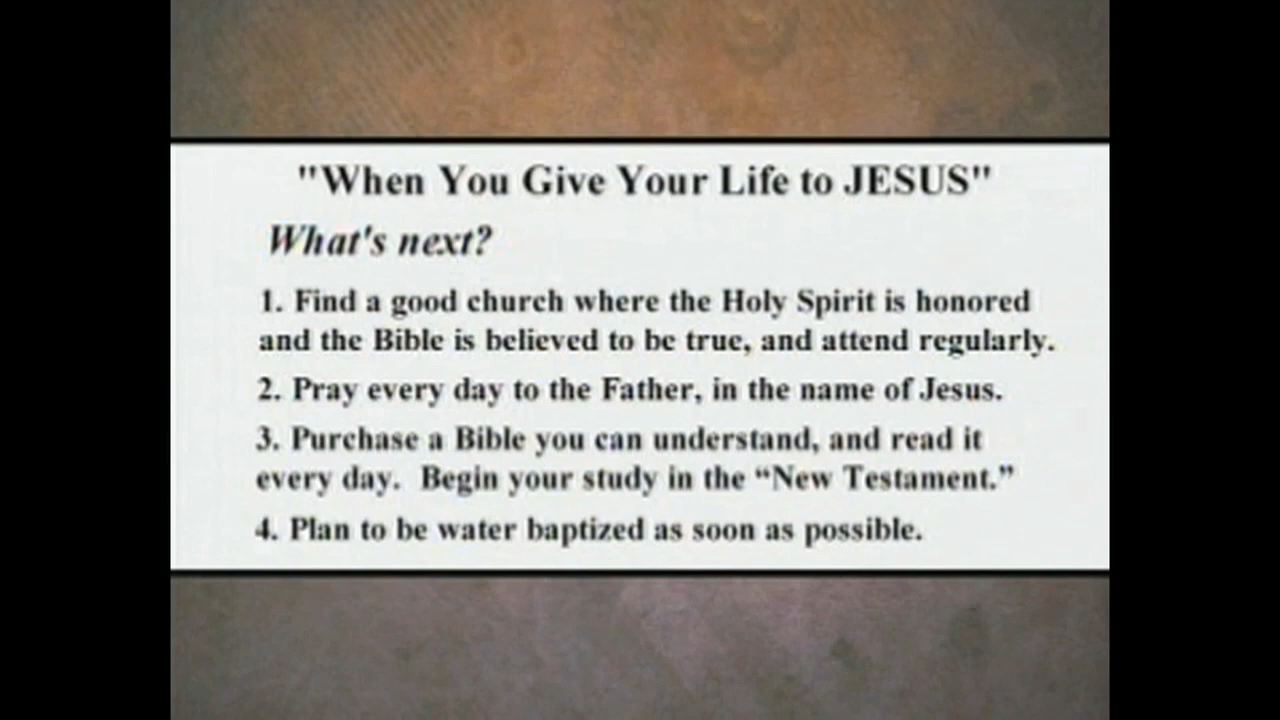 "When You Give Your Life to JESUS"
What's next?
1. Find a good church where the Holy Spirit is honored
and the Bible is believed to be true, and attend regularly.
2. Pray every day to the Father, in the name of Jesus.
3. Purchase a Bible you can understand, and read it
every day.  Begin your study in the “New Testament.”
4. Plan to be water baptized as soon as possible.